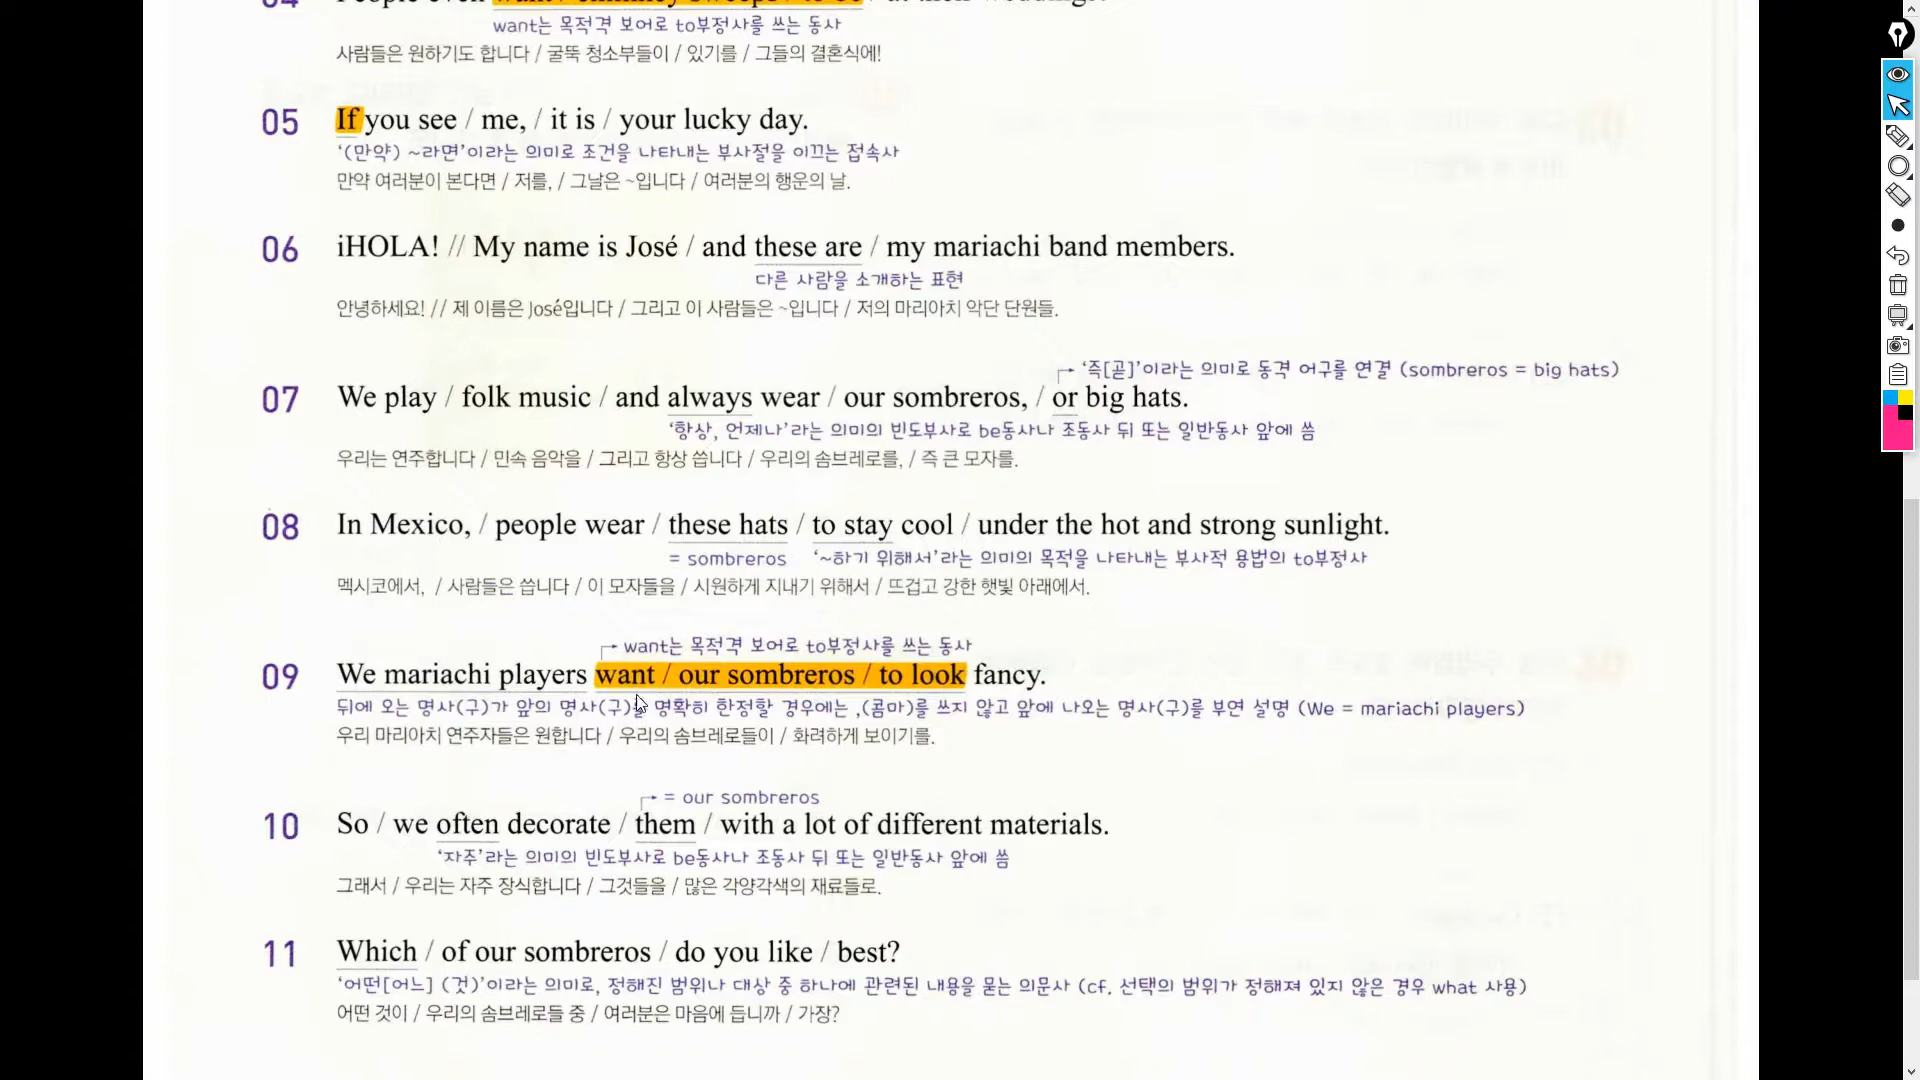 04 People even want / chimney sweeps / to be / at their weddings!
want는 목적격 보어로 to부정사를 쓰는 동사
사람들은 원하기도 합니다 / 굴뚝 청소부들이 / 있기를 / 그들의 결혼식에!
05 If you see / me, / it is / your lucky day.
‘(만약) ~라면’이라는 의미로 조건을 나타내는 부사절을 이끄는 접속사
만약 여러분이 본다면 / 저를, / 그날은 ~입니다 / 여러분의 행운의 날.
06 iHOLA! // My name is José / and these are / my mariachi band members.
다른 사람을 소개하는 표현
안녕하세요! // 제 이름은 José입니다 / 그리고 이 사람들은 ~입니다 / 저의 마리아치 악단 단원들.
‘즉[곧]’이라는 의미로 동격 어구를 연결 (sombreros = big hats)
07 We play / folk music / and always wear / our sombreros, / or big hats.
‘항상, 언제나’라는 의미의 빈도부사로 be동사나 조동사 뒤 또는 일반동사 앞에 씀
우리는 연주합니다 / 민속 음악을 / 그리고 항상 씁니다 / 우리의 솜브레로를, / 즉 큰 모자를.
08 In Mexico, / people wear / these hats / to stay cool / under the hot and strong sunlight.
= sombreros ‘~하기 위해서’라는 의미의 목적을 나타내는 부사적 용법의 to부정사
멕시코에서, / 사람들은 씁니다 / 이 모자들을 / 시원하게 지내기 위해서 / 뜨겁고 강한 햇빛 아래에서.
want는 목적격 보어로 to부정사를 쓰는 동사
09 We mariachi players want / our sombreros / to look fancy.
뒤에 오는 명사(구)가 앞의 명사(구)를 명확히 한정할 경우에는 ,(콤마)를 쓰지 않고 앞에 나오는 명사(구)를 부연 설명 (We = mariachi players)
우리 마리아치 연주자들은 원합니다 / 우리의 솜브레로들이 / 화려하게 보이기를.
= our sombreros
10 So / we often decorate / them / with a lot of different materials.
‘자주’라는 의미의 빈도부사로 be동사나 조동사 뒤 또는 일반동사 앞에 씀
그래서 / 우리는 자주 장식합니다 / 그것들을 / 많은 각양각색의 재료들로.
11 Which / of our sombreros / do you like / best?
‘어떤[어느] (것)’이라는 의미로, 정해진 범위나 대상 중 하나에 관련된 내용을 묻는 의문사 (cf. 선택의 범위가 정해져 있지 않은 경우 what 사용)
어떤 것이 / 우리의 솜브레로들 중 / 여러분은 마음에 듭니까 / 가장?